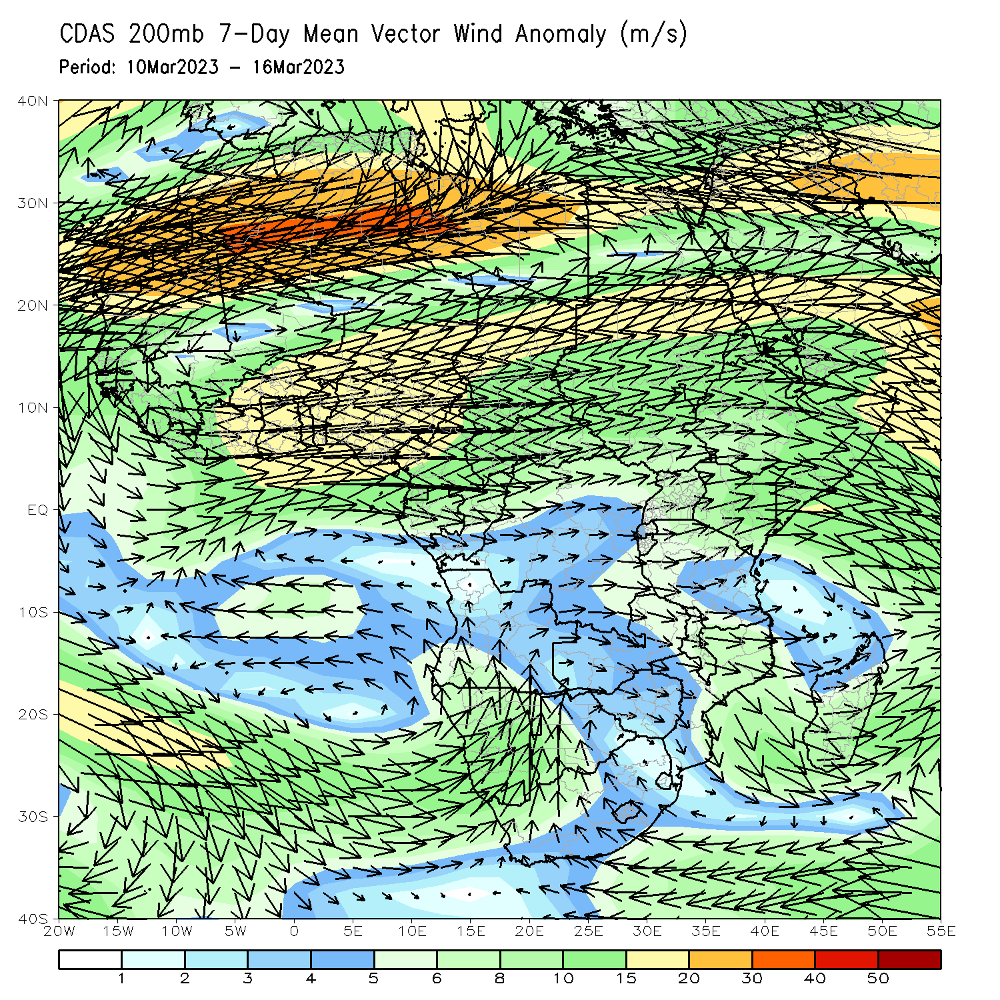 CDAS 200mb 7-Day Mean Vector Wind Anomaly (m/s)
Period: 10Mar2023 - 16Mar2023
40N
30N
20N
10N
EQ
10S
20S
30S
40S
20W 15W 10W 5W 0 5E 10E 15E 20E 25E 30E 35E 40E 45E 50E 55E
1 2 3 4 5 6 8 10 15 20 30 40 50